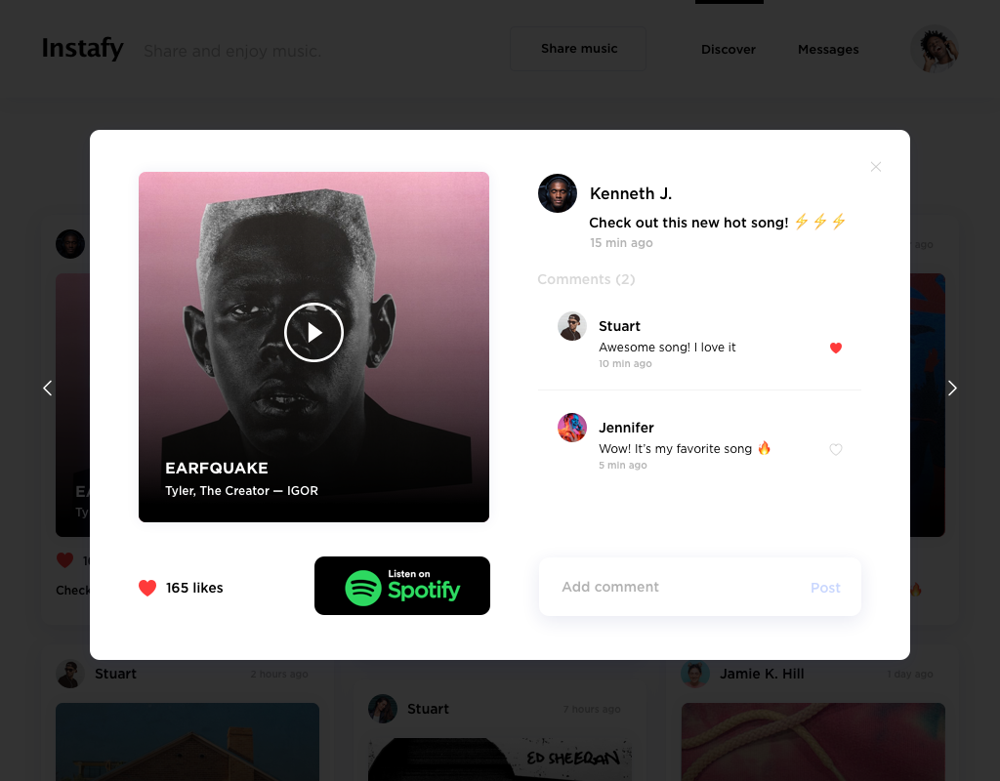 Instafy
Share and enjoy music.
Share music
Discover
Messages
Kenneth J.
Check out this new hot song! ⚡⚡⚡
15 min ago
Comments (2)
Stuart
Awesome song! I love it
10 min ago
Jennifer
Wow! It's my favorite song 🔥
5 min ago
EARFQUAKE
Tyler, The Creator — IGOR
165 likes
Listen on
Spotify
Add comment
Post
ago
Check
Stuart
2 hours ago
Stuart
7 hours ago
ED SHEERAN
Jamie K. Hill
1 day ago